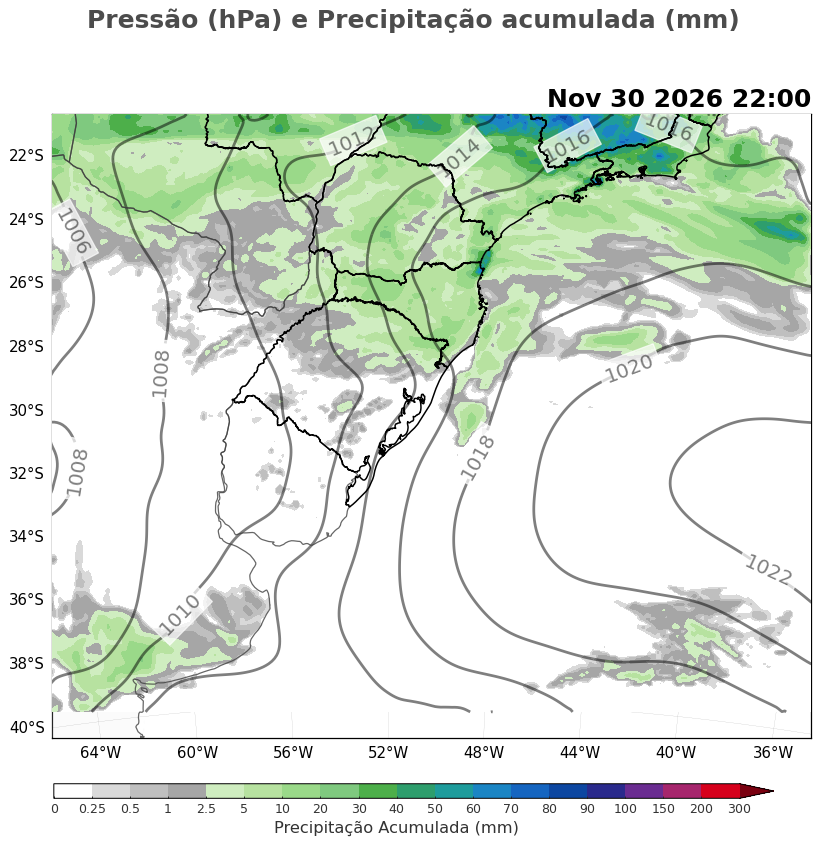 Pressão (hPa) e Precipitação acumulada (mm)
Nov 30 2026 22:00
1012
1014
1016
1016
1006
1008
1008
1010
1018
1020
1022
22°S
24°S
26°S
28°S
30°S
32°S
34°S
36°S
38°S
40°S
64°W 60°W 56°W 52°W 48°W 44°W 40°W 36°W
0 0.25 0.5 1 2.5 5 10 20 30 40 50 60 70 80 90 100 150 200 300
Precipitação Acumulada (mm)